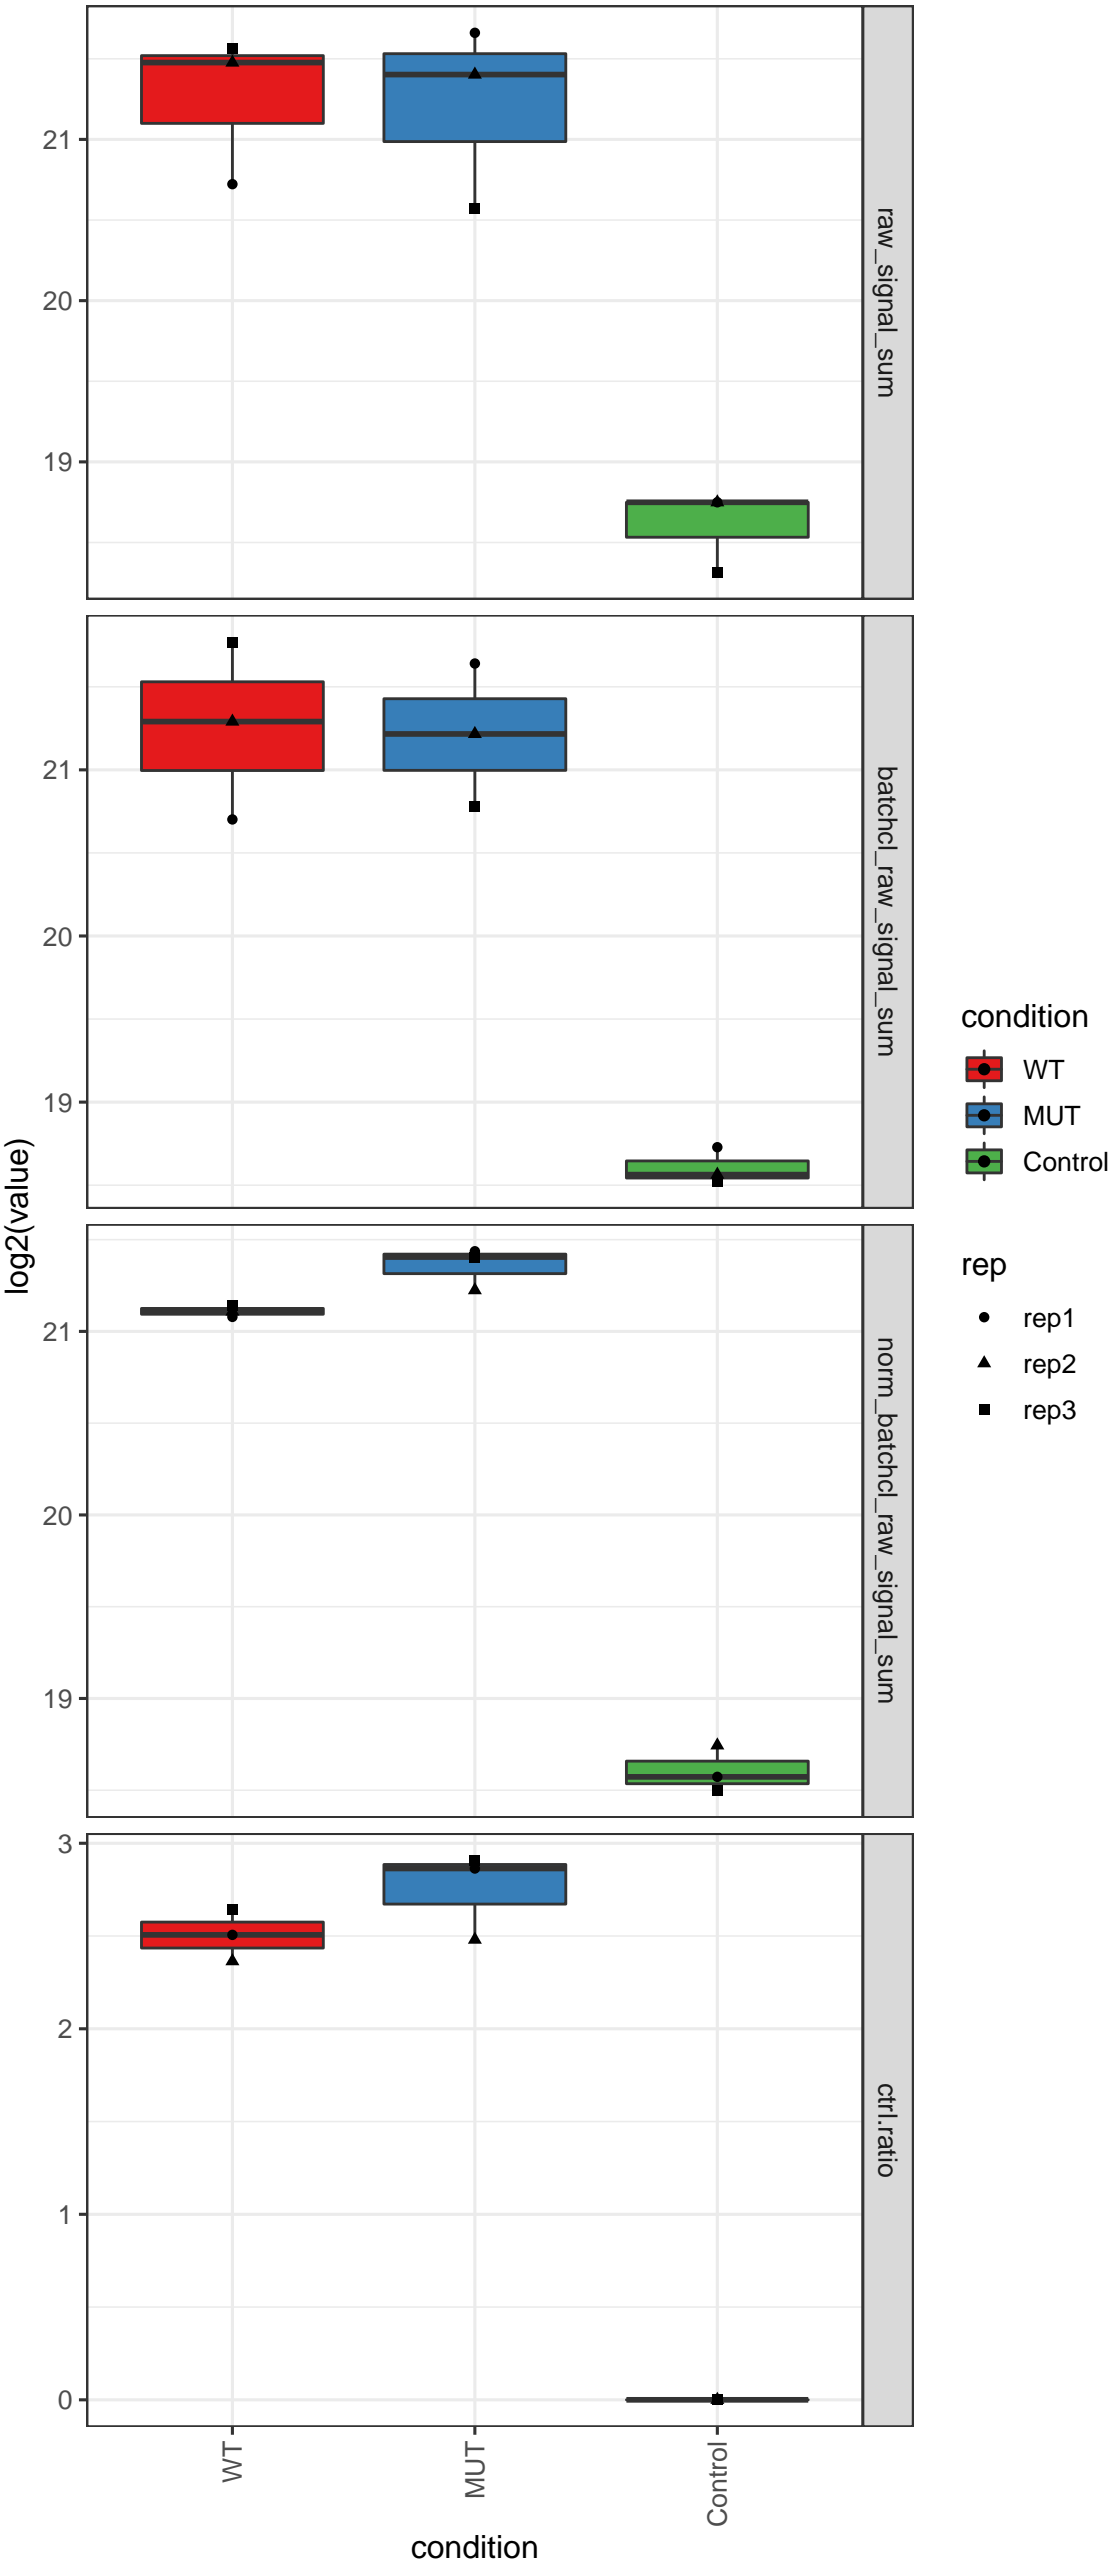 21
20
19
raw_signal_sum
21
20
19
batchcl_raw_signal_sum
21
20
19
norm_batchcl_raw_signal_sum
3
2
1
0
ctrl.ratio
log2(value)
WT
MUT
Control
condition
condition
WT
MUT
Control
rep
rep1
rep2
rep3